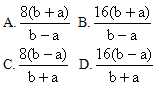 A. 8(b + a)/(b − a) B. 16(b + a)/(b − a)
C. 8(b − a)/(b + a) D. 16(b − a)/(b + a)